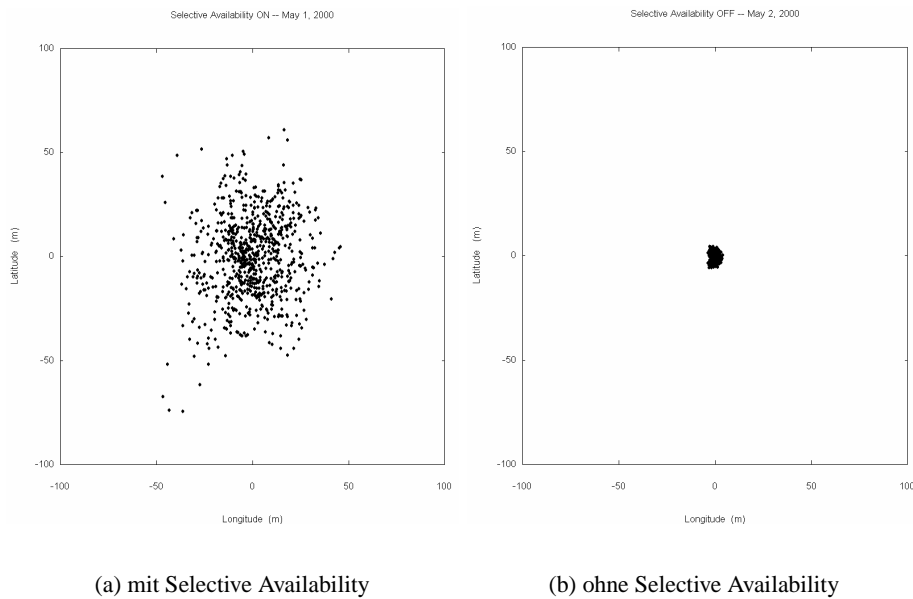 Selective Availability ON -- May 1, 2000
100
50
0
-50
-100
Latitude (m)
-100
-50
0
50
100
Longitude (m)
Selective Availability OFF -- May 2, 2000
100
50
0
-50
-100
Latitude (m)
-100
-50
0
50
100
Longitude (m)
(a) mit Selective Availability
(b) ohne Selective Availability